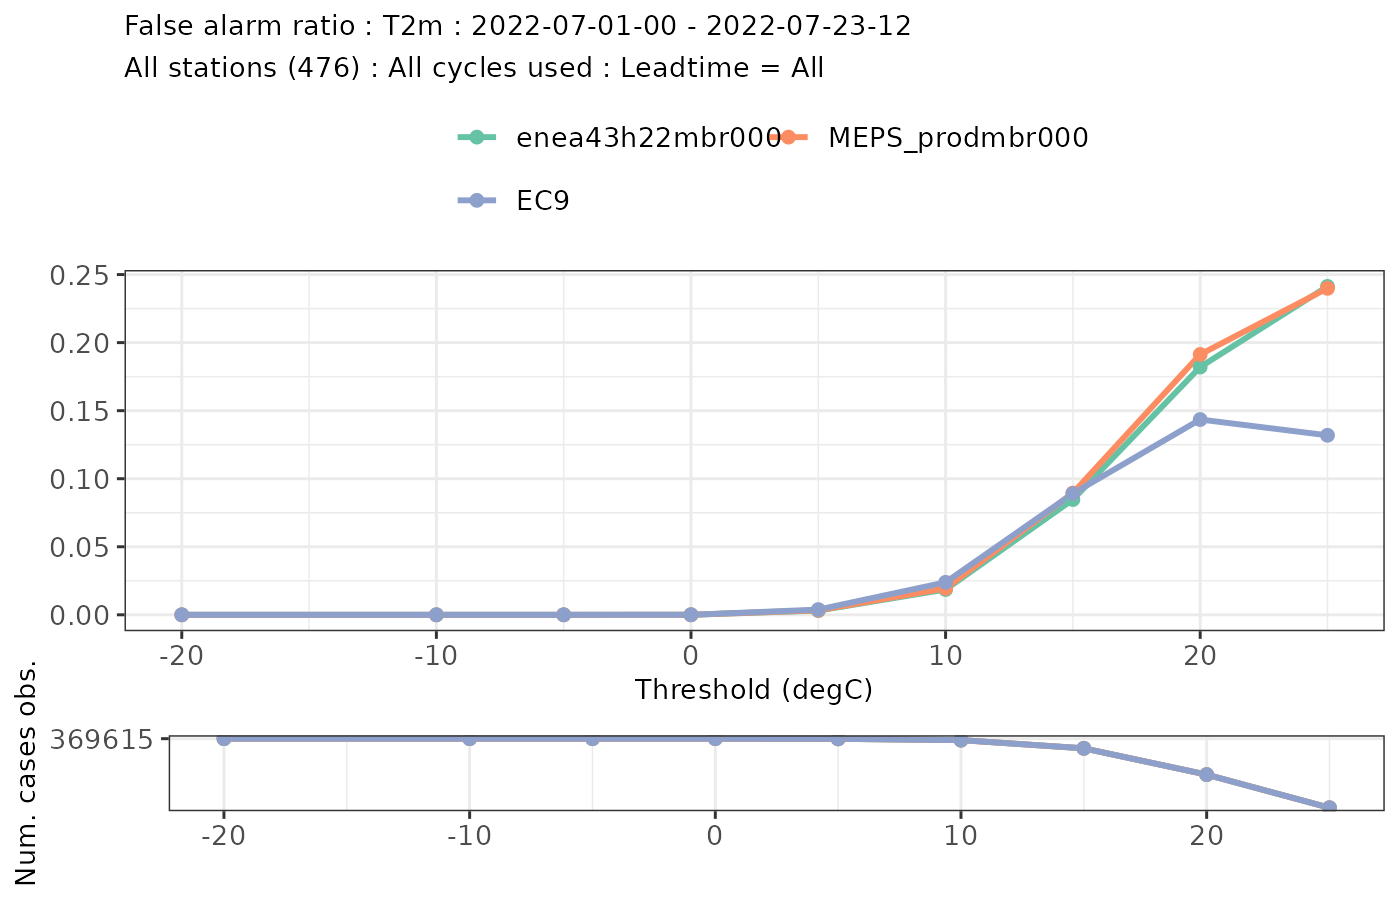 False alarm ratio : T2m : 2022-07-01-00 - 2022-07-23-12
All stations (476) : All cycles used : Leadtime = All
enea43h22mbr000 MEPS_prodmbr000
EC9
0.25
0.20
0.15
0.10
0.05
0.00
-20 -10 0 10 20
Threshold (degC)
Num. cases obs.
369615
-20 -10 0 10 20